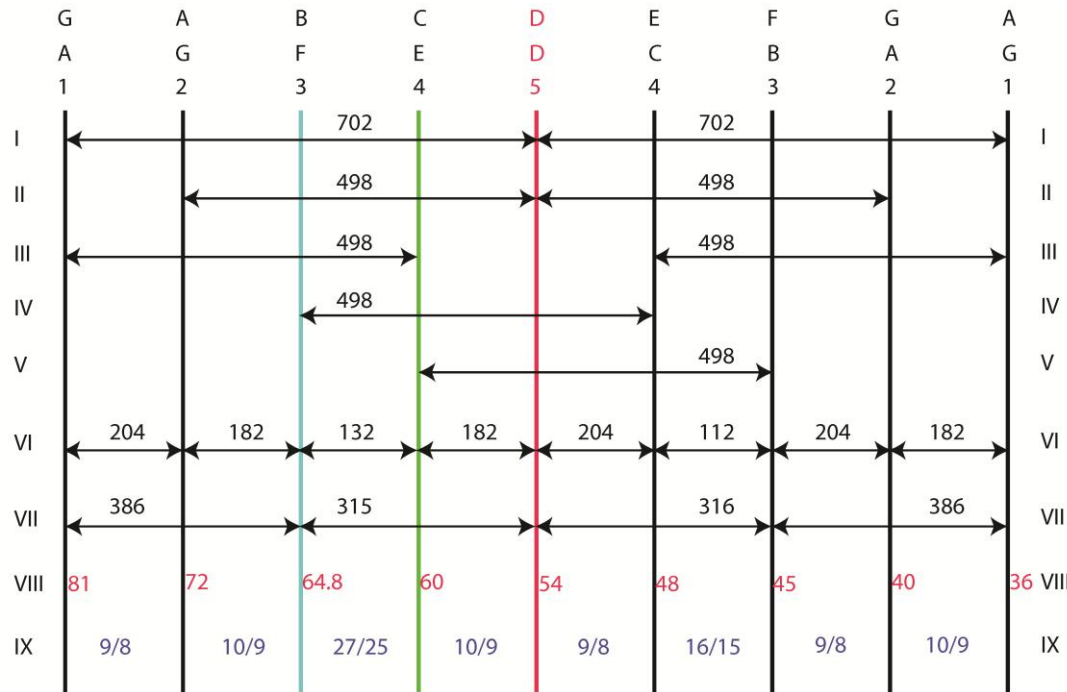 G A B C D E F G A
A G F E D C B A G
1 2 3 4 5 4 3 2 1
I 702 702 I
II 498 498 II
III 498 498 III
IV 498 IV
V 498 V
VI 204 182 132 182 204 112 204 182 VI
VII 386 315 316 386 VII
VIII 81 72 64.8 60 54 48 45 40 36 VIII
IX 9/8 10/9 27/25 10/9 9/8 16/15 9/8 10/9 IX